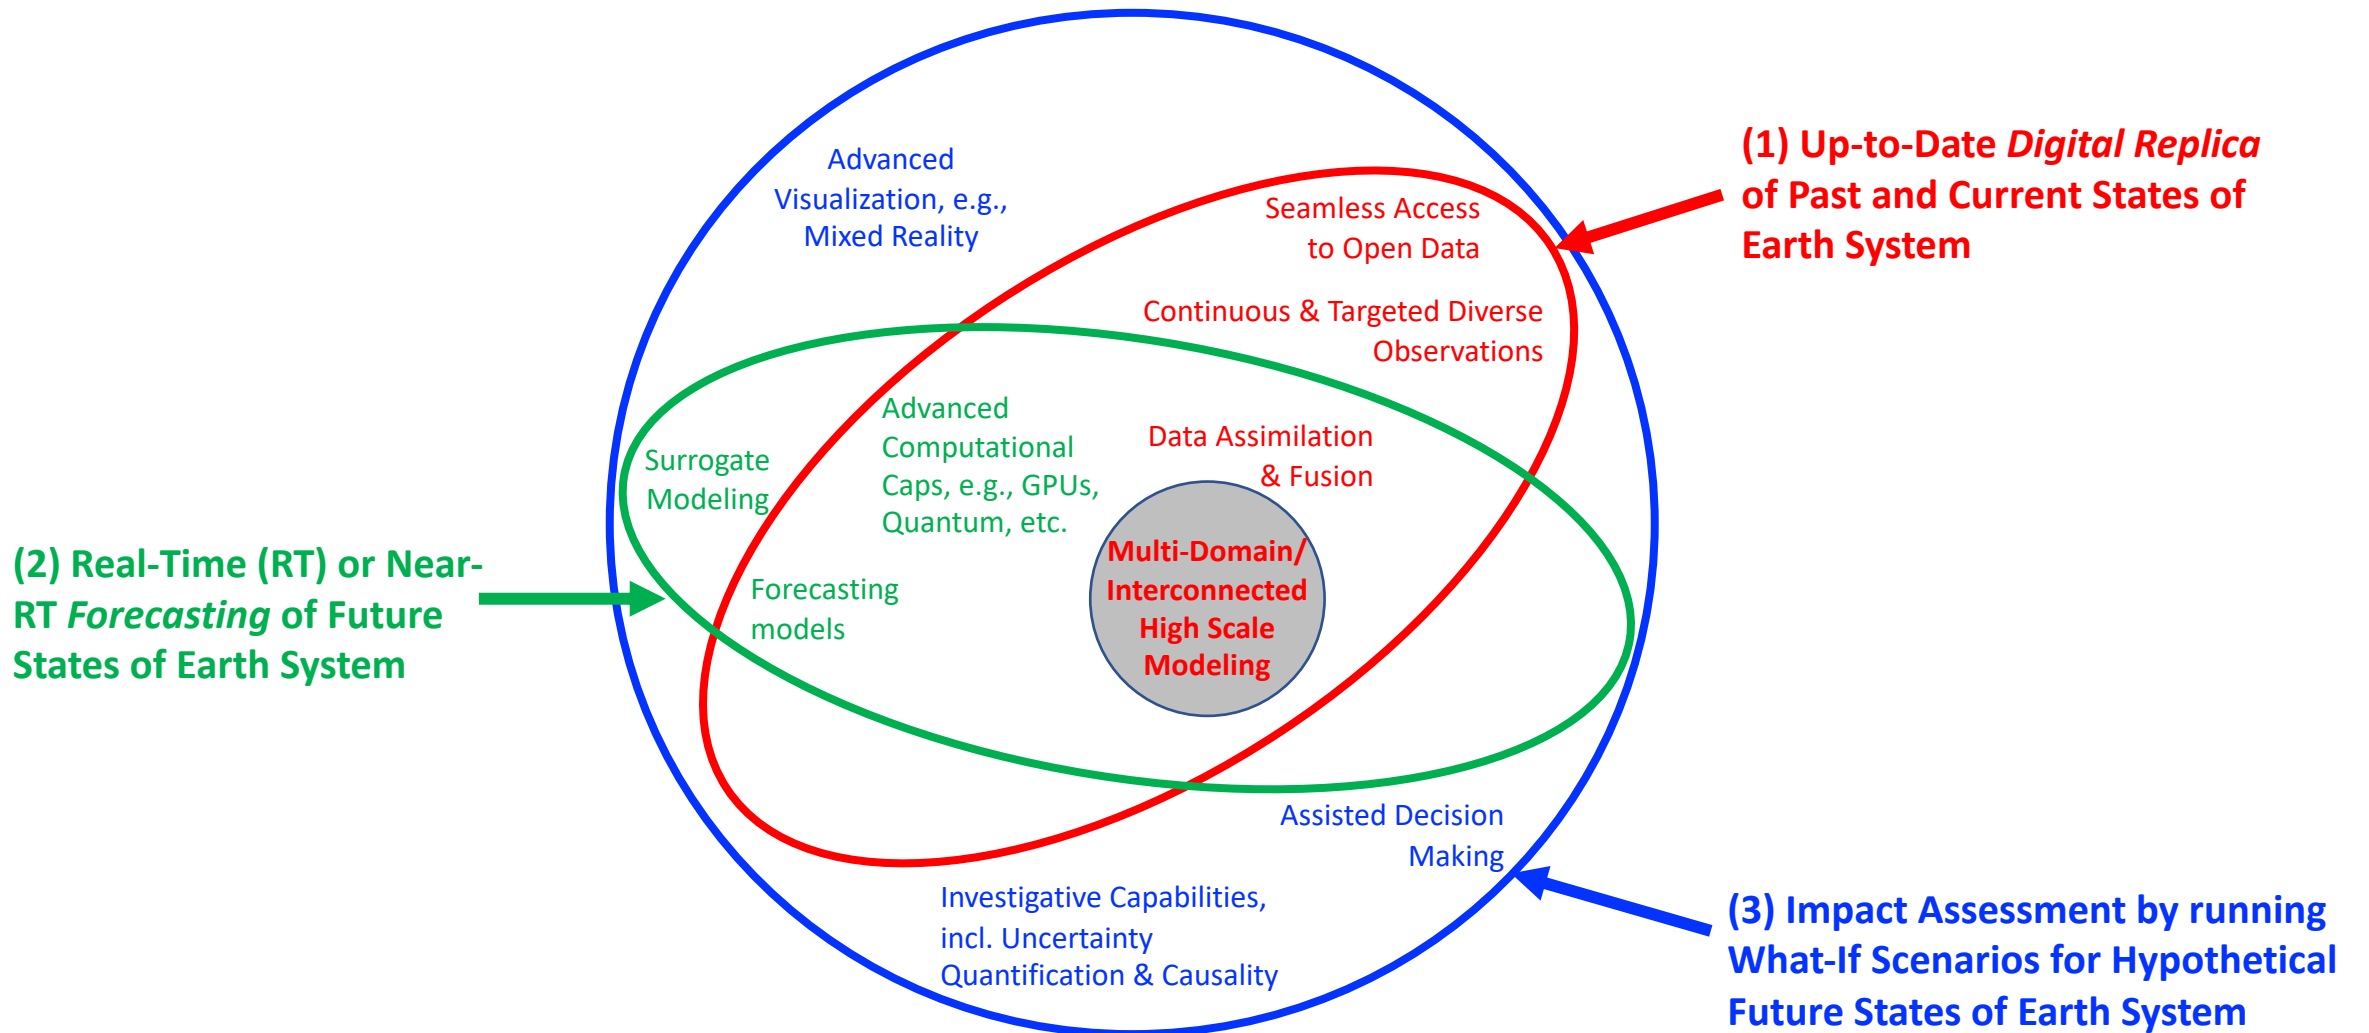 (1) Up-to-Date Digital Replica
of Past and Current States of
Earth System
Advanced
Visualization, e.g.,
Mixed Reality
Seamless Access
to Open Data
Continuous & Targeted Diverse
Observations
Advanced
Computational
Caps, e.g., GPUs,
Quantum, etc.
Data Assimilation
& Fusion
Surrogate
Modeling
(2) Real-Time (RT) or Near-
RT Forecasting of Future
States of Earth System
Forecasting
models
Multi-Domain/
Interconnected
High Scale
Modeling
Assisted Decision
Making
Investigative Capabilities,
incl. Uncertainty
Quantification & Causality
(3) Impact Assessment by running
What-If Scenarios for Hypothetical
Future States of Earth System